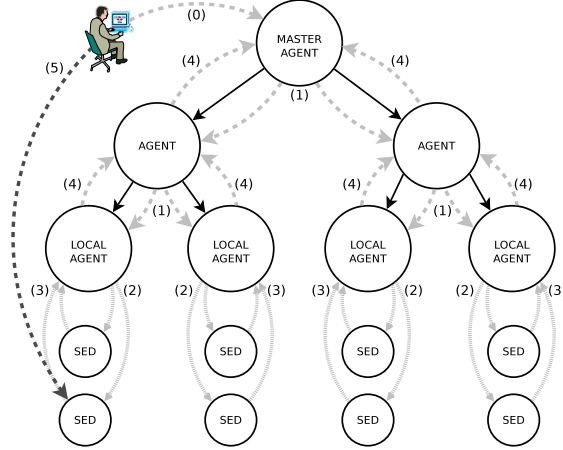 (0)
MASTER
AGENT
(5)
(4)
(4)
(1)
AGENT
AGENT
(4)
(1)
(4)
(4)
(1)
(4)
LOCAL
AGENT
LOCAL
AGENT
LOCAL
AGENT
LOCAL
AGENT
(3)
(2)
(2)
(3)
(3)
(2)
(2)
(3
SED
SED
SED
SED
SED
SED
SED
SED